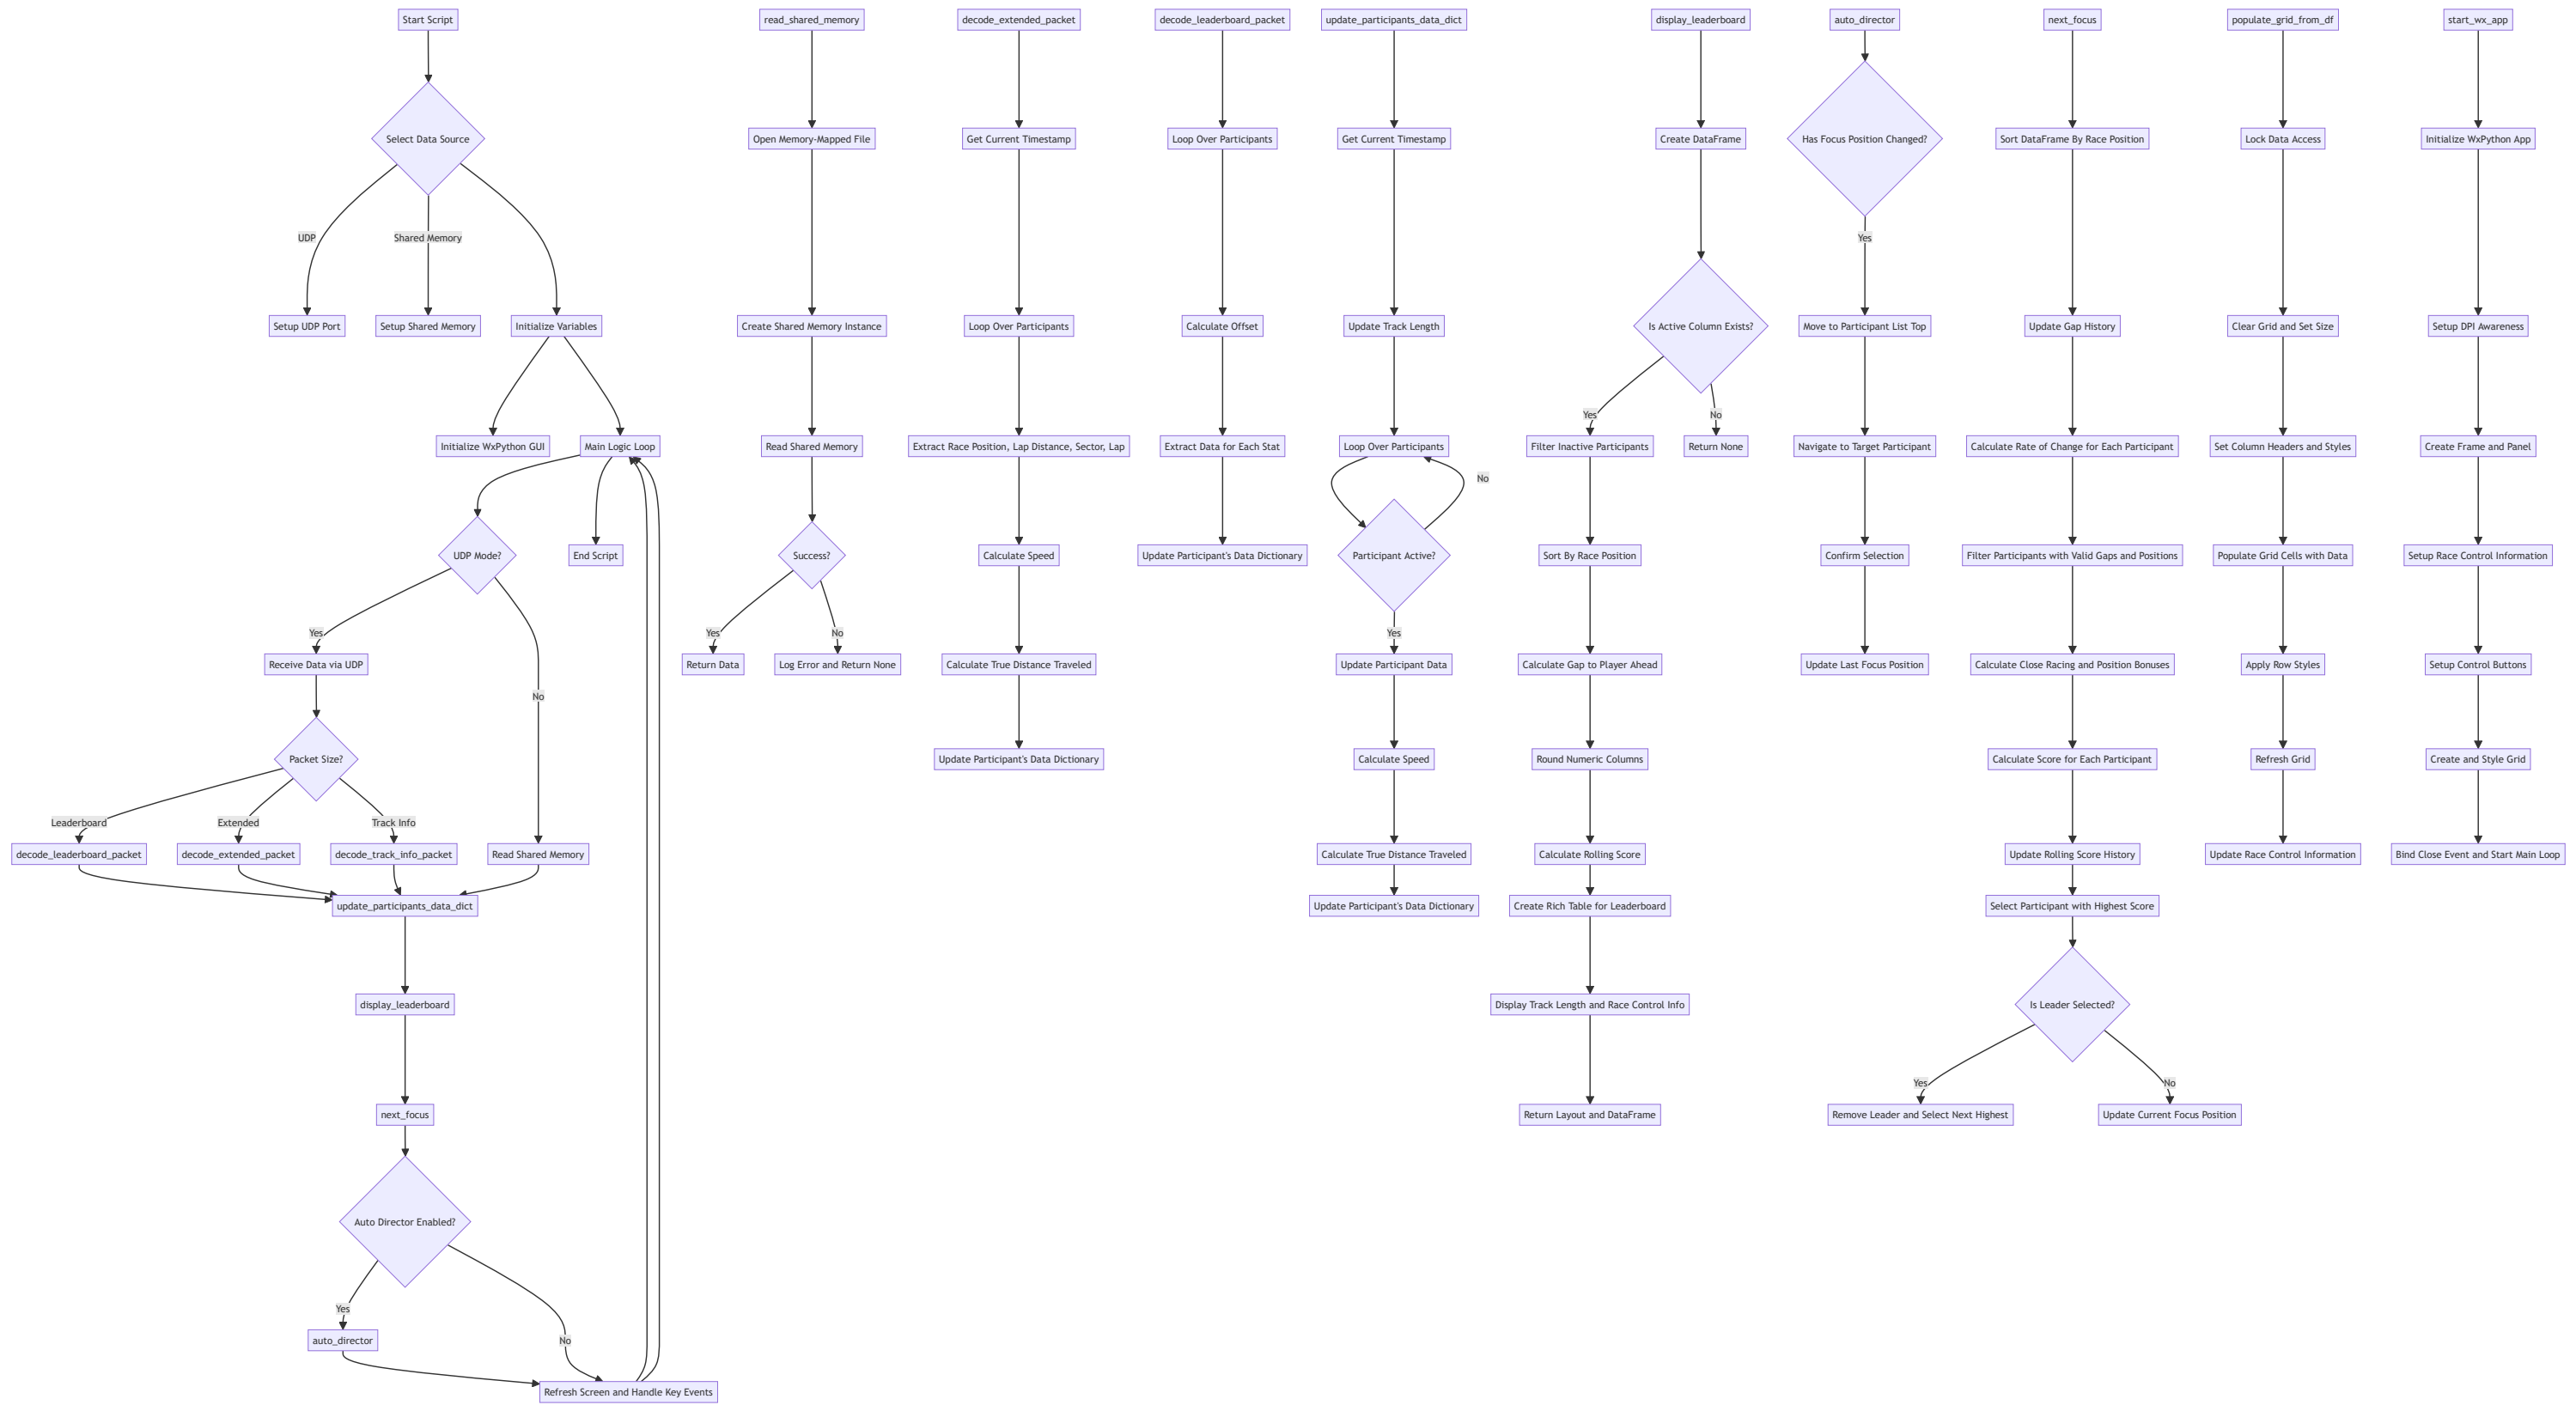 Start Script
Select Data Source
UDP
Shared Memory
Setup UDP Port
Setup Shared Memory
Initialize Variables
Initialize WxPython GUI
Main Logic Loop
UDP Mode?
End Script
Yes
No
Receive Data via UDP
Packet Size?
Leaderboard
Extended
Track Info
decode_leaderboard_packet
decode_extended_packet
decode_track_info_packet
Read Shared Memory
update_participants_data_dict
display_leaderboard
next_focus
Auto Director Enabled?
Yes
No
auto_director
Refresh Screen and Handle Key Events
read_shared_memory
Open Memory-Mapped File
Create Shared Memory Instance
Read Shared Memory
Success?
Yes
No
Return Data
Log Error and Return None
decode_extended_packet
Get Current Timestamp
Loop Over Participants
Extract Race Position, Lap Distance, Sector, Lap
Calculate Speed
Calculate True Distance Traveled
Update Participant's Data Dictionary
decode_leaderboard_packet
Loop Over Participants
Calculate Offset
Extract Data for Each Stat
Update Participant's Data Dictionary
update_participants_data_dict
Get Current Timestamp
Update Track Length
Loop Over Participants
No
Participant Active?
Yes
Update Participant Data
Calculate Speed
Calculate True Distance Traveled
Update Participant's Data Dictionary
display_leaderboard
Create DataFrame
Is Active Column Exists?
Yes
No
Filter Inactive Participants
Return None
Sort By Race Position
Calculate Gap to Player Ahead
Round Numeric Columns
Calculate Rolling Score
Create Rich Table for Leaderboard
Display Track Length and Race Control Info
Return Layout and DataFrame
auto_director
Has Focus Position Changed?
Yes
Move to Participant List Top
Navigate to Target Participant
Confirm Selection
Update Last Focus Position
next_focus
Sort DataFrame By Race Position
Update Gap History
Calculate Rate of Change for Each Participant
Filter Participants with Valid Gaps and Positions
Calculate Close Racing and Position Bonuses
Calculate Score for Each Participant
Update Rolling Score History
Select Participant with Highest Score
Is Leader Selected?
Yes
No
Remove Leader and Select Next Highest
Update Current Focus Position
populate_grid_from_df
Lock Data Access
Clear Grid and Set Size
Set Column Headers and Styles
Populate Grid Cells with Data
Apply Row Styles
Refresh Grid
Update Race Control Information
start_wx_app
Initialize WxPython App
Setup DPI Awareness
Create Frame and Panel
Setup Race Control Information
Setup Control Buttons
Create and Style Grid
Bind Close Event and Start Main Loop